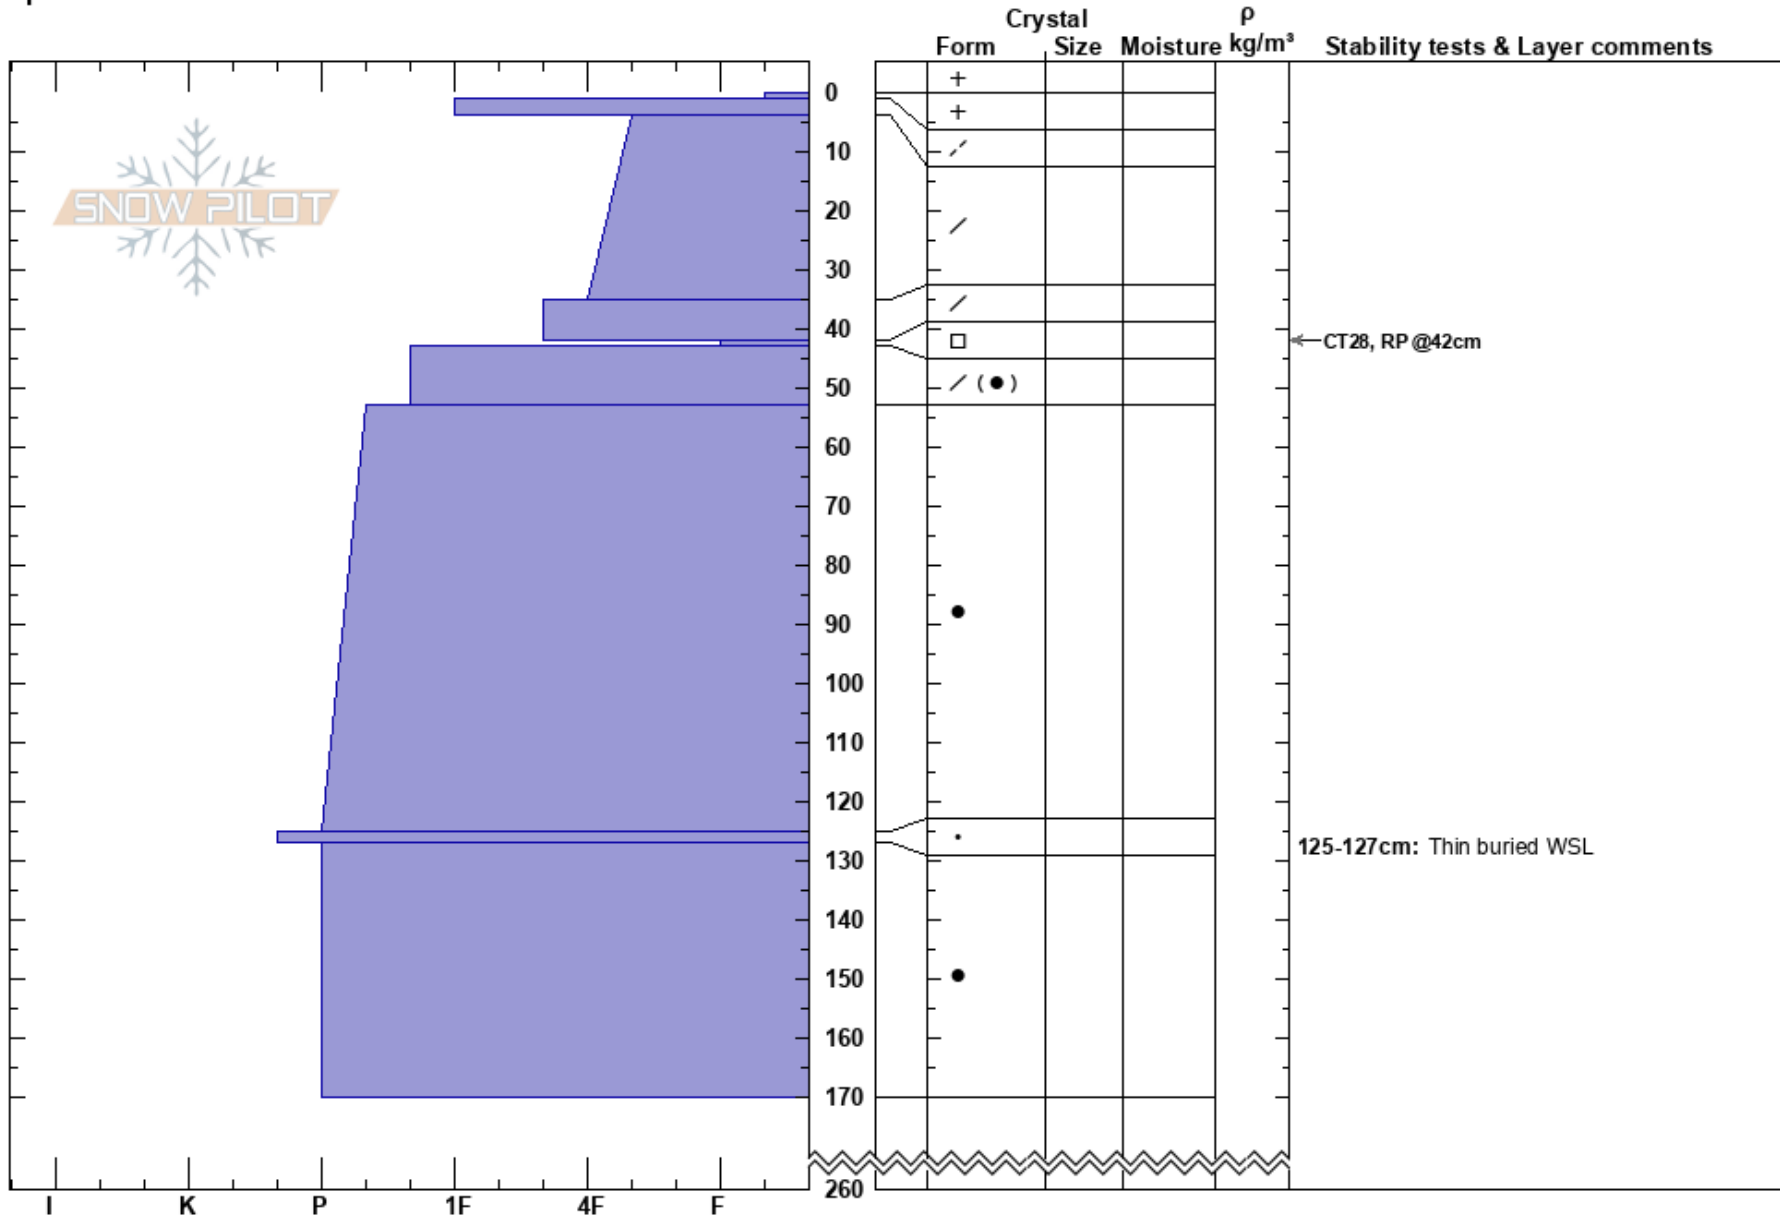 Crystal
ρ
Form Size Moisture kg/m³ Stability tests & Layer comments
0
10
20
30
40
50
60
70
80
90
100
110
120
130
140
150
160
170
260
SNOW PILOT
CT28, RP @42cm
125-127cm: Thin buried WSL
I K P 1F 4F F